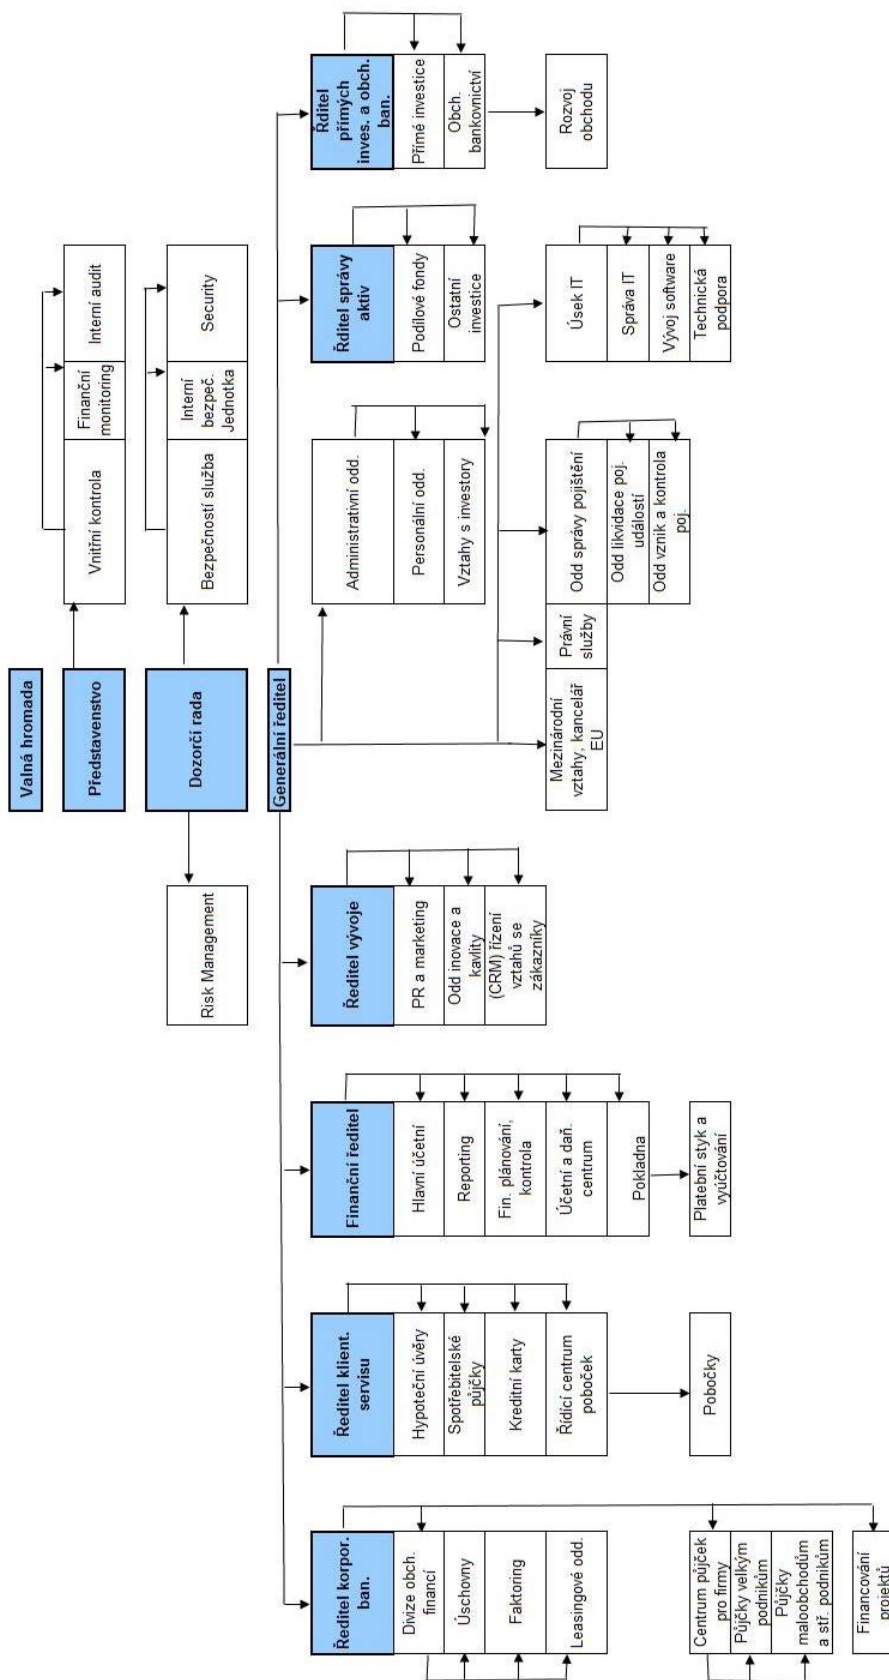 Valná hromada
Představenstvo
Vnitřní kontrola
Finanční
monitoring
Interní audit
Risk Management
Dozorčí rada
Bezpečností služba
Interní
bezpeč.
Jednotka
Security
Generální ředitel
Ředitel korpor.
ban.
Divize obch.
financí
Úschovny
Faktoring
Leasingové odd.
Centrum půjček
pro firmy
Půjčky velkým
podnikům
Půjčky
maloobchodům
a stř. podnikům
Financování
projektů
Ředitel klient.
servisu
Hypoteční úvěry
Spotřebitelské
půjčky
Kreditní karty
Řídící centrum
poboček
Pobočky
Finanční ředitel
Hlavní účetní
Reporting
Fin. plánování,
kontrola
Účetní a daň.
centrum
Pokladna
Platební styk a
vyúčtování
Ředitel vývoje
PR a marketing
Odd inovace a
kavlity
(CRM) řízení
vztahů se
zákazníky
Administrativní odd.
Personální odd.
Vztahy s investory
Mezinárodní
vztahy, kancelář
EU
Právní
služby
Odd správy pojištění
Odd likvidace poj.
událostí
Odd vznik a kontrola
poj.
Úsek IT
Správa IT
Vývoj software
Technická
podpora
Řditel správy
aktiv
Podílové fondy
Ostatní
investice
Řditel
přímých
inves. a obch.
ban.
Přímé investice
Obch.
bankovnictví
Rozvoj
obchodu